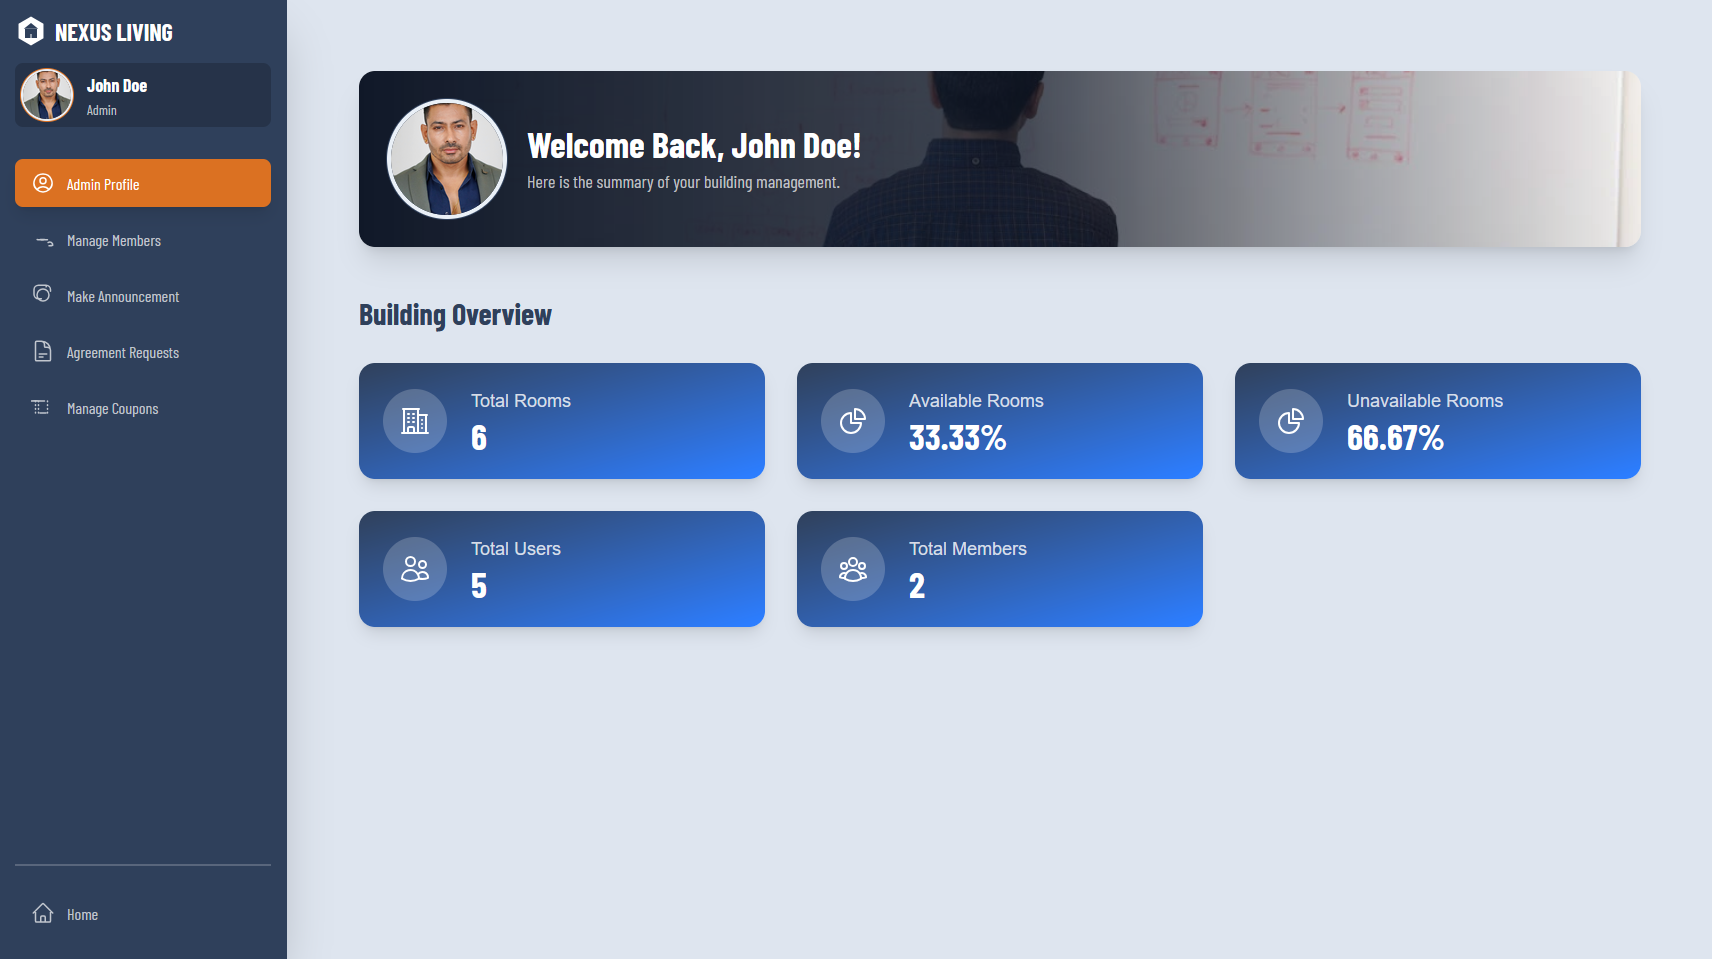 NEXUS LIVING
John Doe
Admin
Admin Profile
Manage Members
Make Announcement
Agreement Requests
Manage Coupons
Home
Welcome Back, John Doe!
Here is the summary of your building management.
Building Overview
Total Rooms
6
Available Rooms
33.33%
Unavailable Rooms
66.67%
Total Users
5
Total Members
2